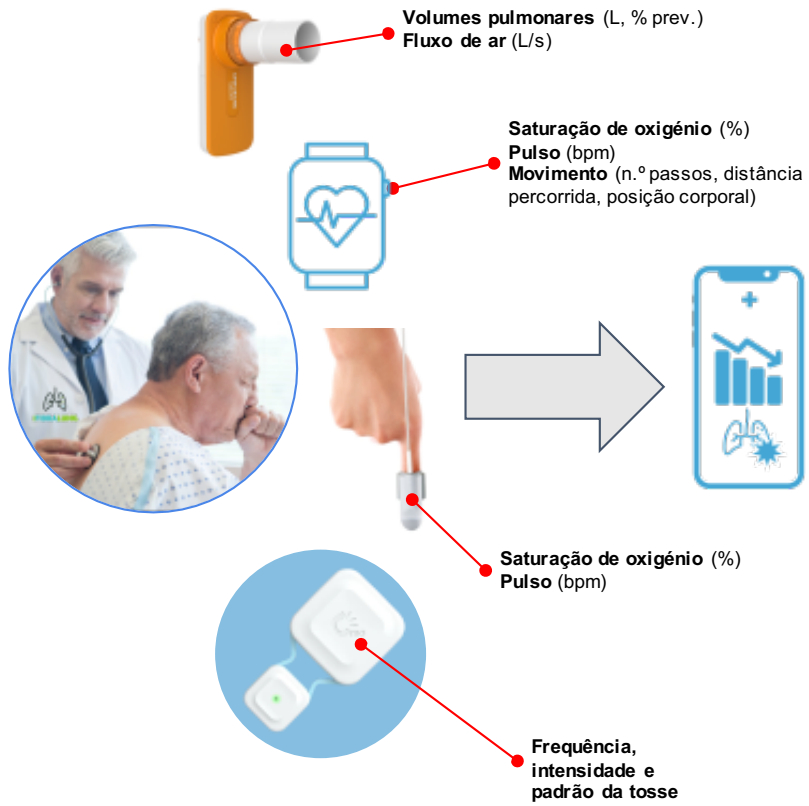 Volumes pulmonares (L, % prev.)
Fluxo de ar (L/s)
Saturação de oxigénio (%)
Pulso (bpm)
Movimento (n.º passos, distância
percorrida, posição corporal)
Saturação de oxigénio (%)
Pulso (bpm)
Frequência,
intensidade e
padrão da tosse